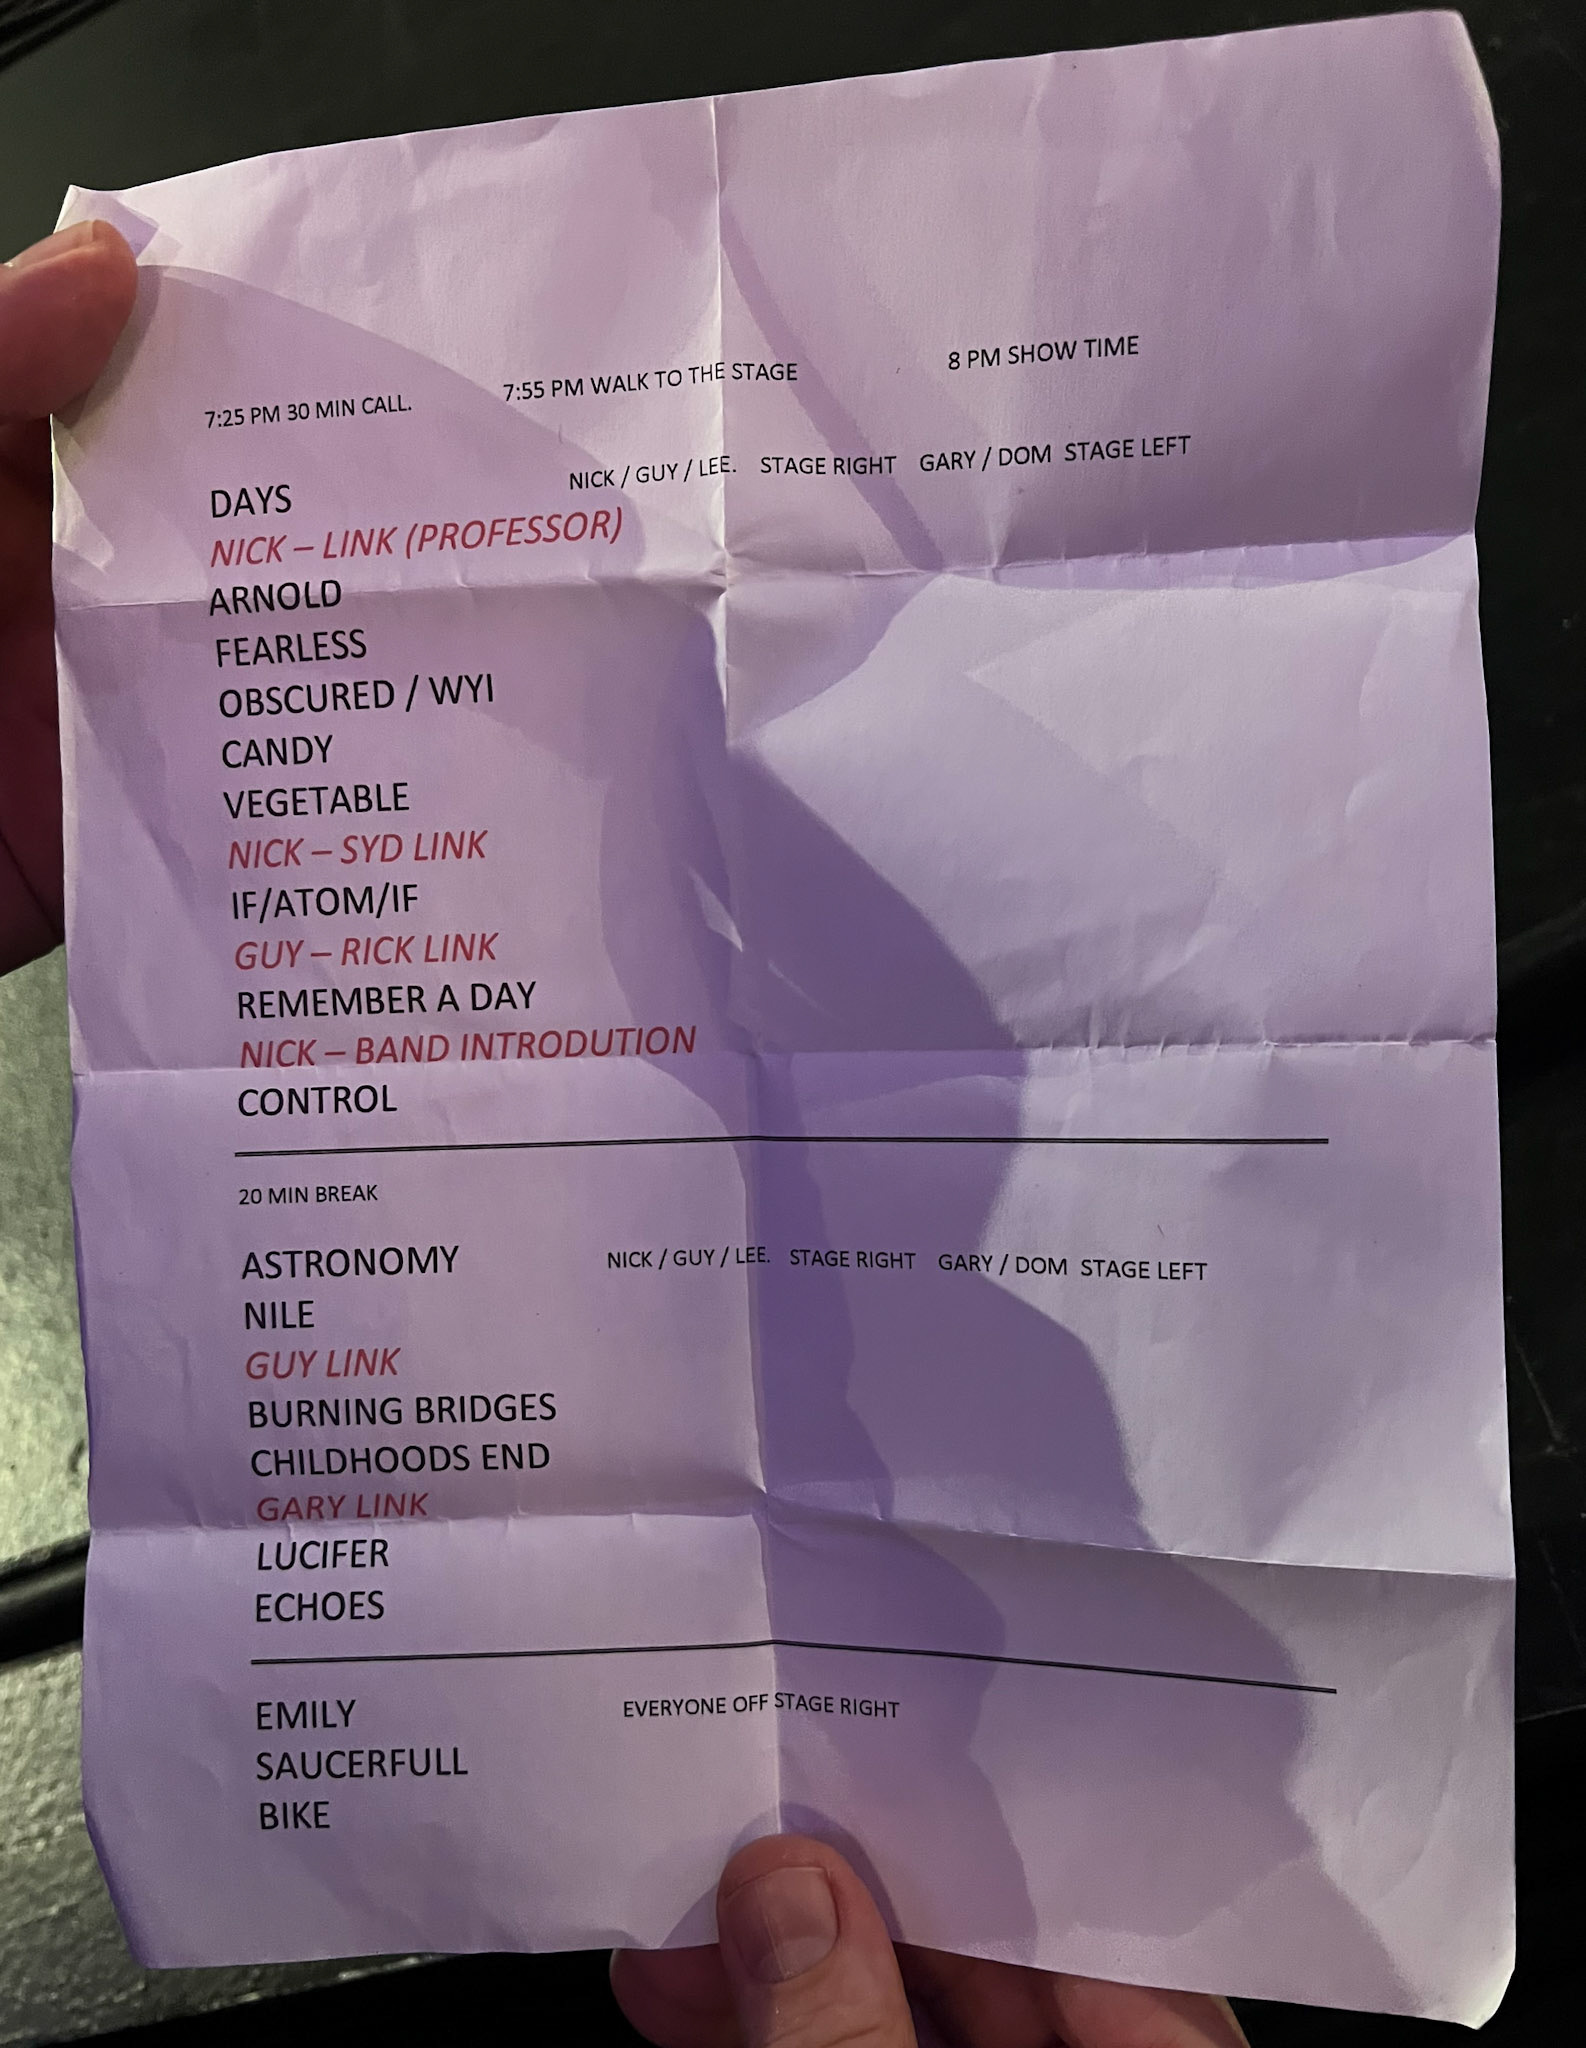 7:25 PM 30 MIN CALL. 7:55 PM WALK TO THE STAGE 8 PM SHOW TIME
DAYS NICK / GUY / LEE. STAGE RIGHT GARY / DOM STAGE LEFT
NICK – LINK (PROFESSOR)
ARNOLD
FEARLESS
OBSCURED / WYI
CANDY
VEGETABLE
NICK – SYD LINK
IF/ATOM/IF
GUY – RICK LINK
REMEMBER A DAY
NICK – BAND INTRODUTION
CONTROL
20 MIN BREAK
ASTRONOMY NICK / GUY / LEE. STAGE RIGHT GARY / DOM STAGE LEFT
NILE
GUY LINK
BURNING BRIDGES
CHILDHOODS END
GARY LINK
LUCIFER
ECHOES
EMILY EVERYONE OFF STAGE RIGHT
SAUCERFULL
BIKE